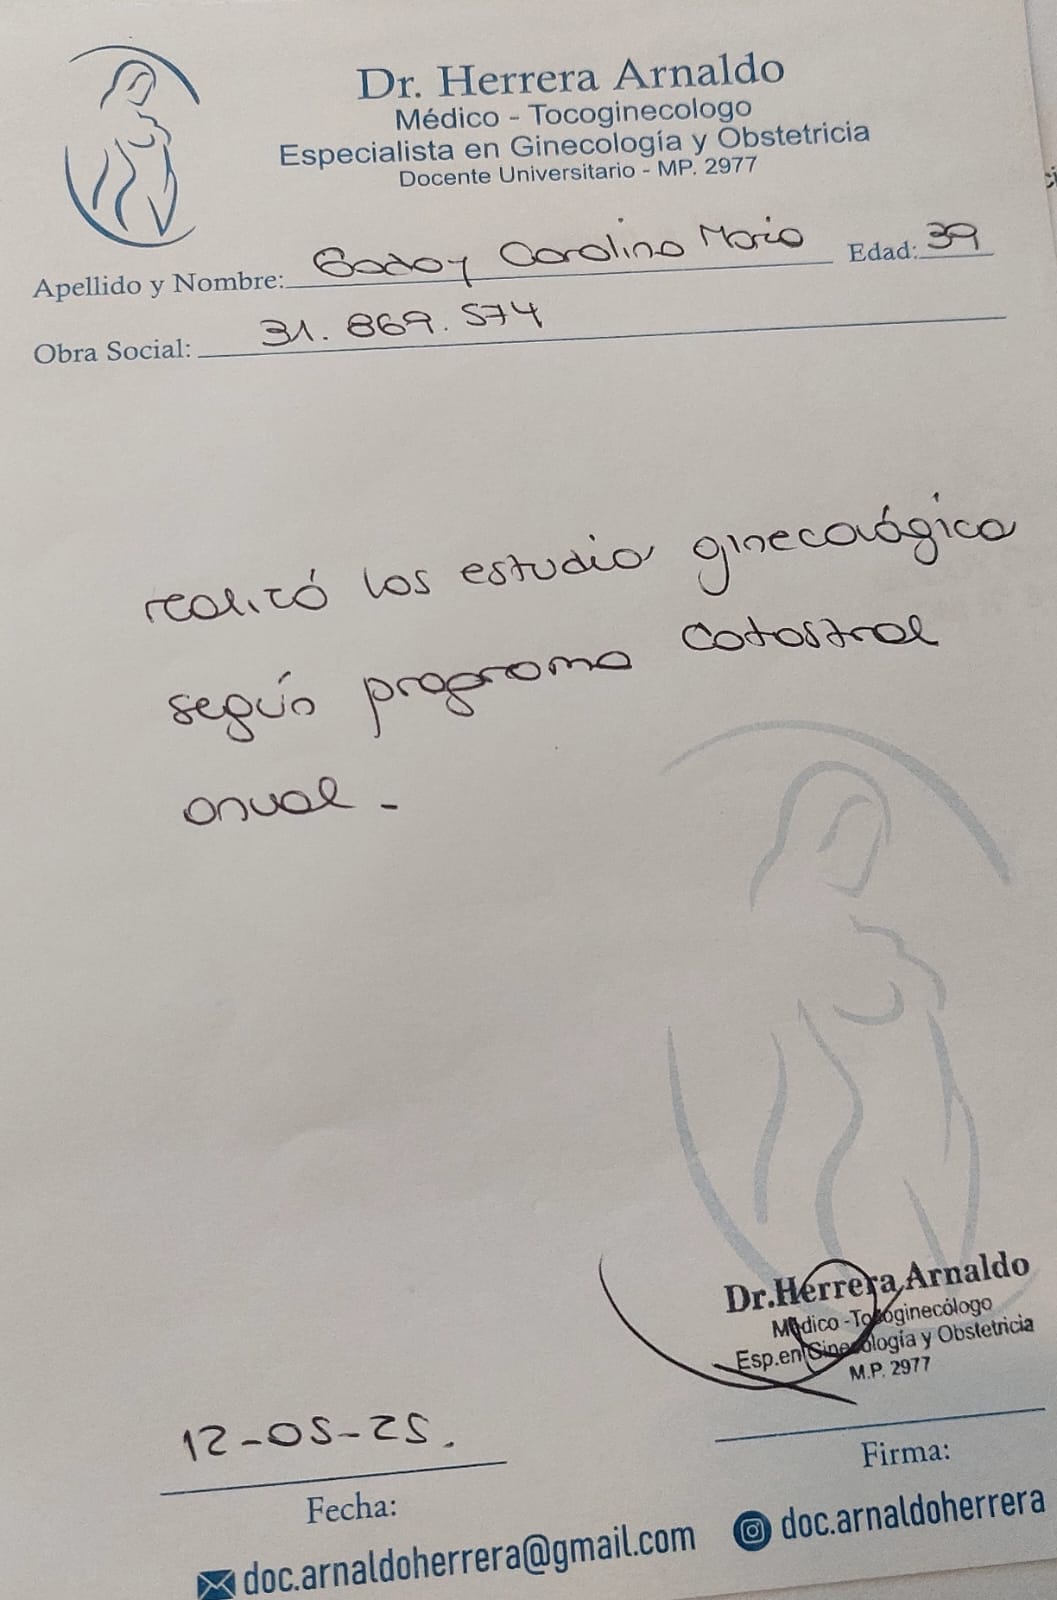 Dr. Herrera Arnaldo
Médico - Tocoginecologo
Especialista en Ginecología y Obstetricia
Docente Universitario - MP. 2977
Apellido y Nombre: Godoy Carolina Maria Edad: 39
Obra Social: 31.869.574
realizó los estudio ginecológico
según programa catastral
anual -
Dr. Herrera Arnaldo
Médico - Tocoginecólogo
Esp. en Ginecología y Obstetricia
M.P. 2977
12-05-25.
Fecha:
Firma:
doc.arnaldoherrera@gmail.com
doc.arnaldoherrera